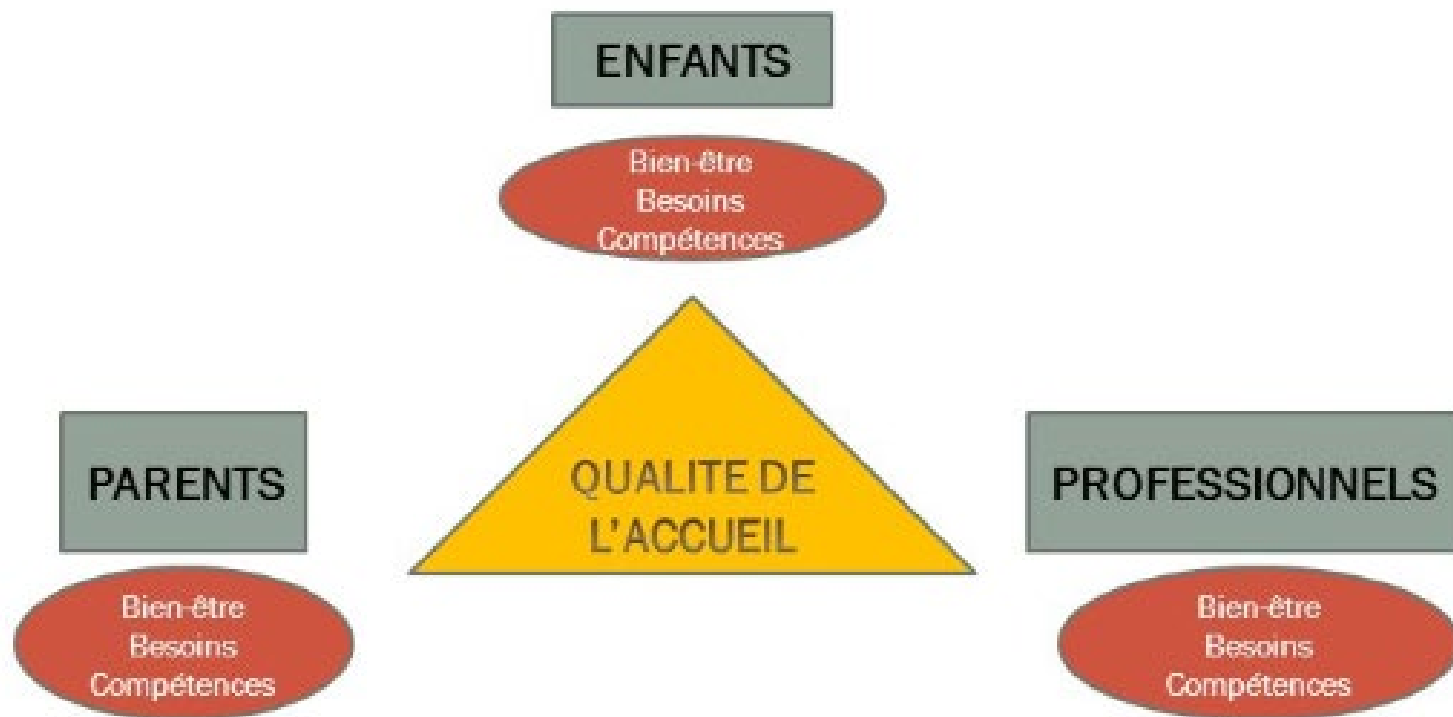 ENFANTS
Bien-être
Besoins
Compétences
PARENTS
Bien-être
Besoins
Compétences
QUALITE DE
L'ACCUEIL
PROFESSIONNELS
Bien-être
Besoins
Compétences